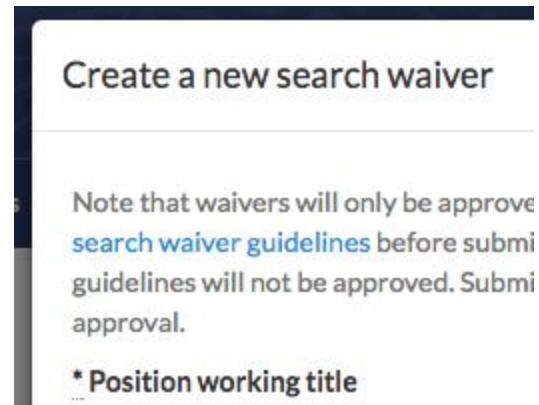 Create a new search waiver
Note that waivers will only be approve
search waiver guidelines before submi
guidelines will not be approved. Submi
approval.
* Position working title